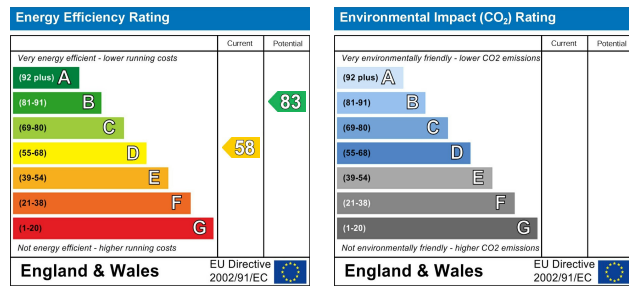 Energy Efficiency Rating
Current Potential
Very energy efficient - lower running costs
(92 plus) A
(81-91) B
83
(69-80) C
(55-68) D
58
(39-54) E
(21-38) F
(1-20) G
Not energy efficient - higher running costs
England & Wales
EU Directive
2002/91/EC
Environmental Impact (CO₂) Rating
Current Potential
Very environmentally friendly - lower CO2 emissions
(92 plus) A
(81-91) B
(69-80) C
(55-68) D
(39-54) E
(21-38) F
(1-20) G
Not environmentally friendly - higher CO2 emissions
England & Wales
EU Directive
2002/91/EC